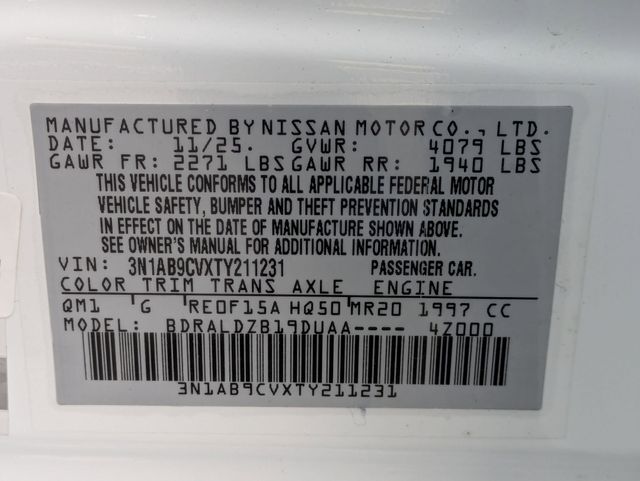 MANUFACTURED BY NISSAN MOTOR CO., LTD.
DATE: 11/25. GVWR: 4079 LBS
GAWR FR: 2271 LBS GAWR RR: 1940 LBS
THIS VEHICLE CONFORMS TO ALL APPLICABLE FEDERAL MOTOR
VEHICLE SAFETY, BUMPER AND THEFT PREVENTION STANDARDS
IN EFFECT ON THE DATE OF MANUFACTURE SHOWN ABOVE.
SEE OWNER'S MANUAL FOR ADDITIONAL INFORMATION.
VIN: 3N1AB9CVXTY211231 PASSENGER CAR.
COLOR TRIM TRANS AXLE ENGINE
QM1 G RE0F15A HQ50 MR20 1997 CC
MODEL: BDRALDZB19DUAA---- 4Z000
3N1AB9CVXTY211231